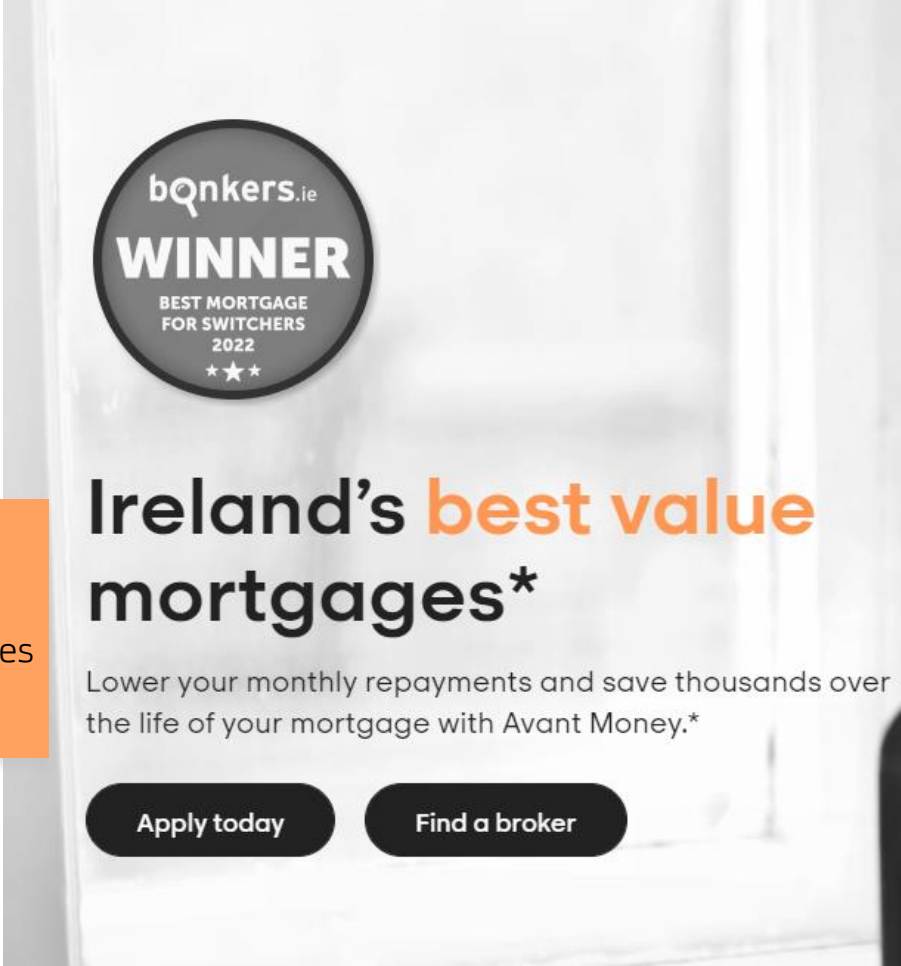 bonkers.ie
WINNER
BEST MORTGAGE
FOR SWITCHERS
2022
Ireland's best value
mortgages*
es
Lower your monthly repayments and save thousands over
the life of your mortgage with Avant Money.*
Apply today Find a broker